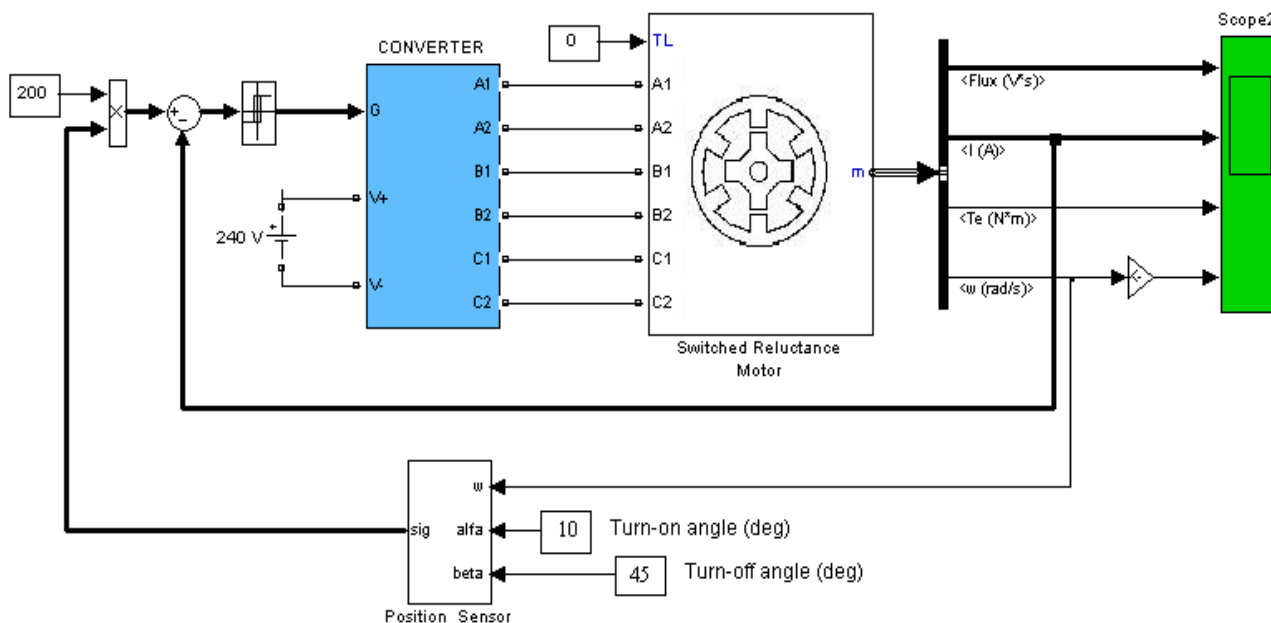 Scope2
CONVERTER
0
TL
200
A1
A1
<Flux (V*s)>
G
A2
A2
<I (A)>
B1
B1
m
V+
B2
B2
<Te (N*m)>
240 V
+
C1
C1
V-
<w (rad/s)>
C2
C2
Switched Reluctance
Motor
w
sig
alfa
10
Turn-on angle (deg)
beta
45
Turn-off angle (deg)
Position Sensor